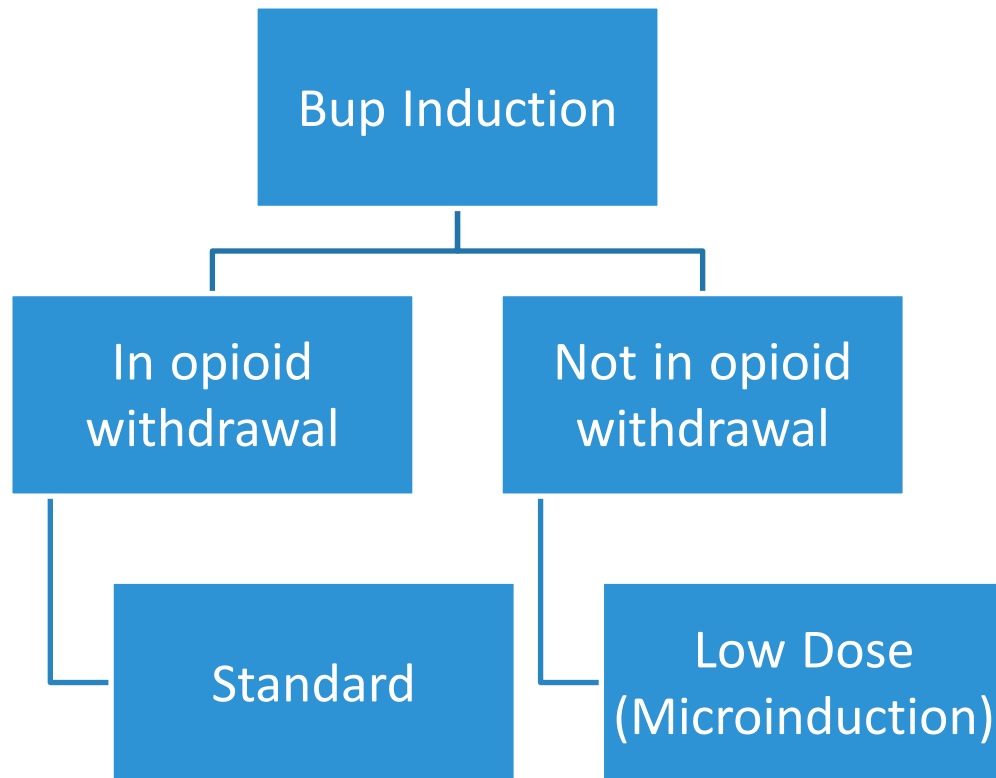 Bup Induction
In opioid
withdrawal
Not in opioid
withdrawal
Standard
Low Dose
(Microinduction)